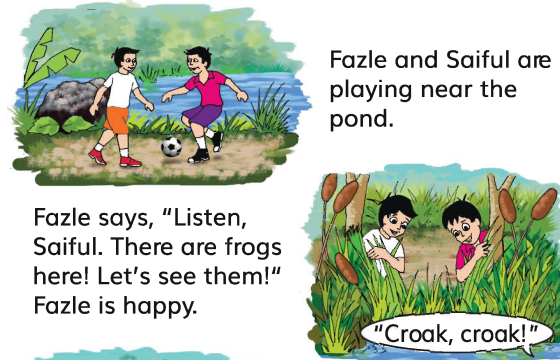 Fazle and Saiful are
playing near the
pond.
Fazle says, “Listen,
Saiful. There are frogs
here! Let’s see them!“
Fazle is happy.
“Croak, croak!”